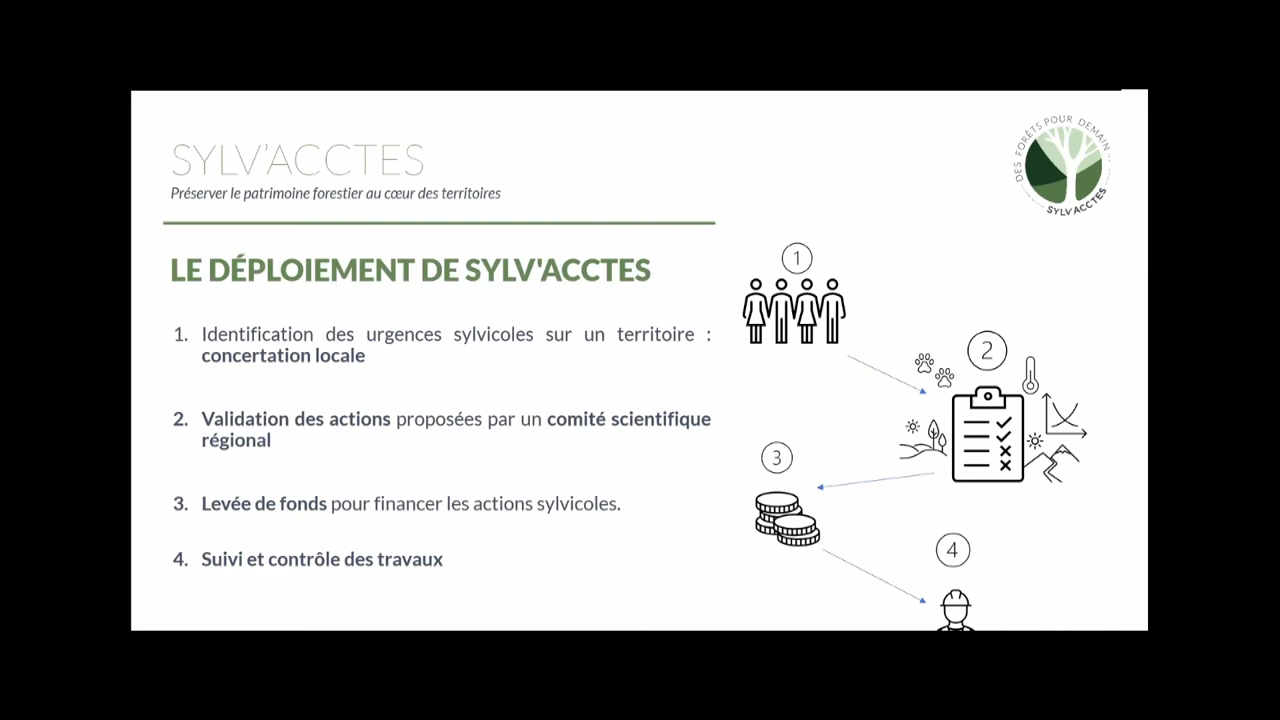 SYLV'ACCTES
Préserver le patrimoine forestier au cœur des territoires
DES FORÊTS POUR DEMAIN
SYLV'ACCTES
LE DÉPLOIEMENT DE SYLV'ACCTES
1. Identification des urgences sylvicoles sur un territoire :
concertation locale
2. Validation des actions proposées par un comité scientifique
régional
3. Levée de fonds pour financer les actions sylvicoles.
4. Suivi et contrôle des travaux
1
2
3
4